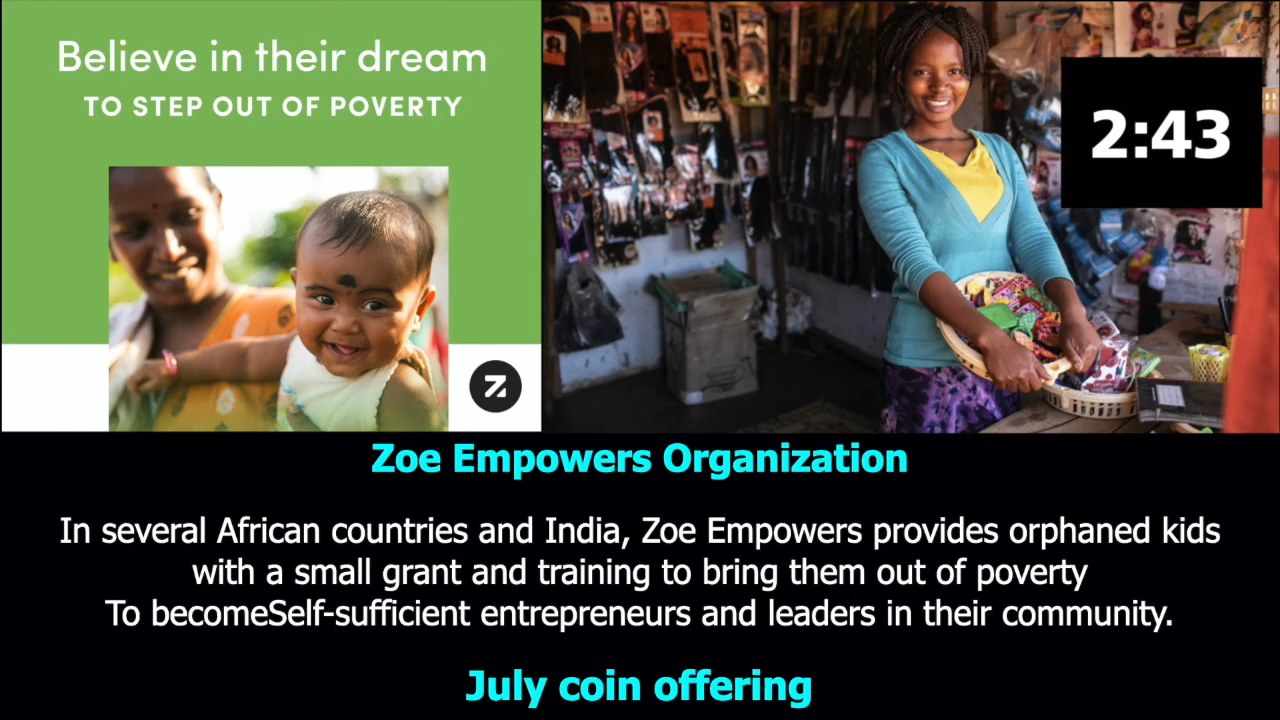 Believe in their dream
TO STEP OUT OF POVERTY
2:43
Zoe Empowers Organization
In several African countries and India, Zoe Empowers provides orphaned kids
with a small grant and training to bring them out of poverty
To becomeSelf-sufficient entrepreneurs and leaders in their community.
July coin offering